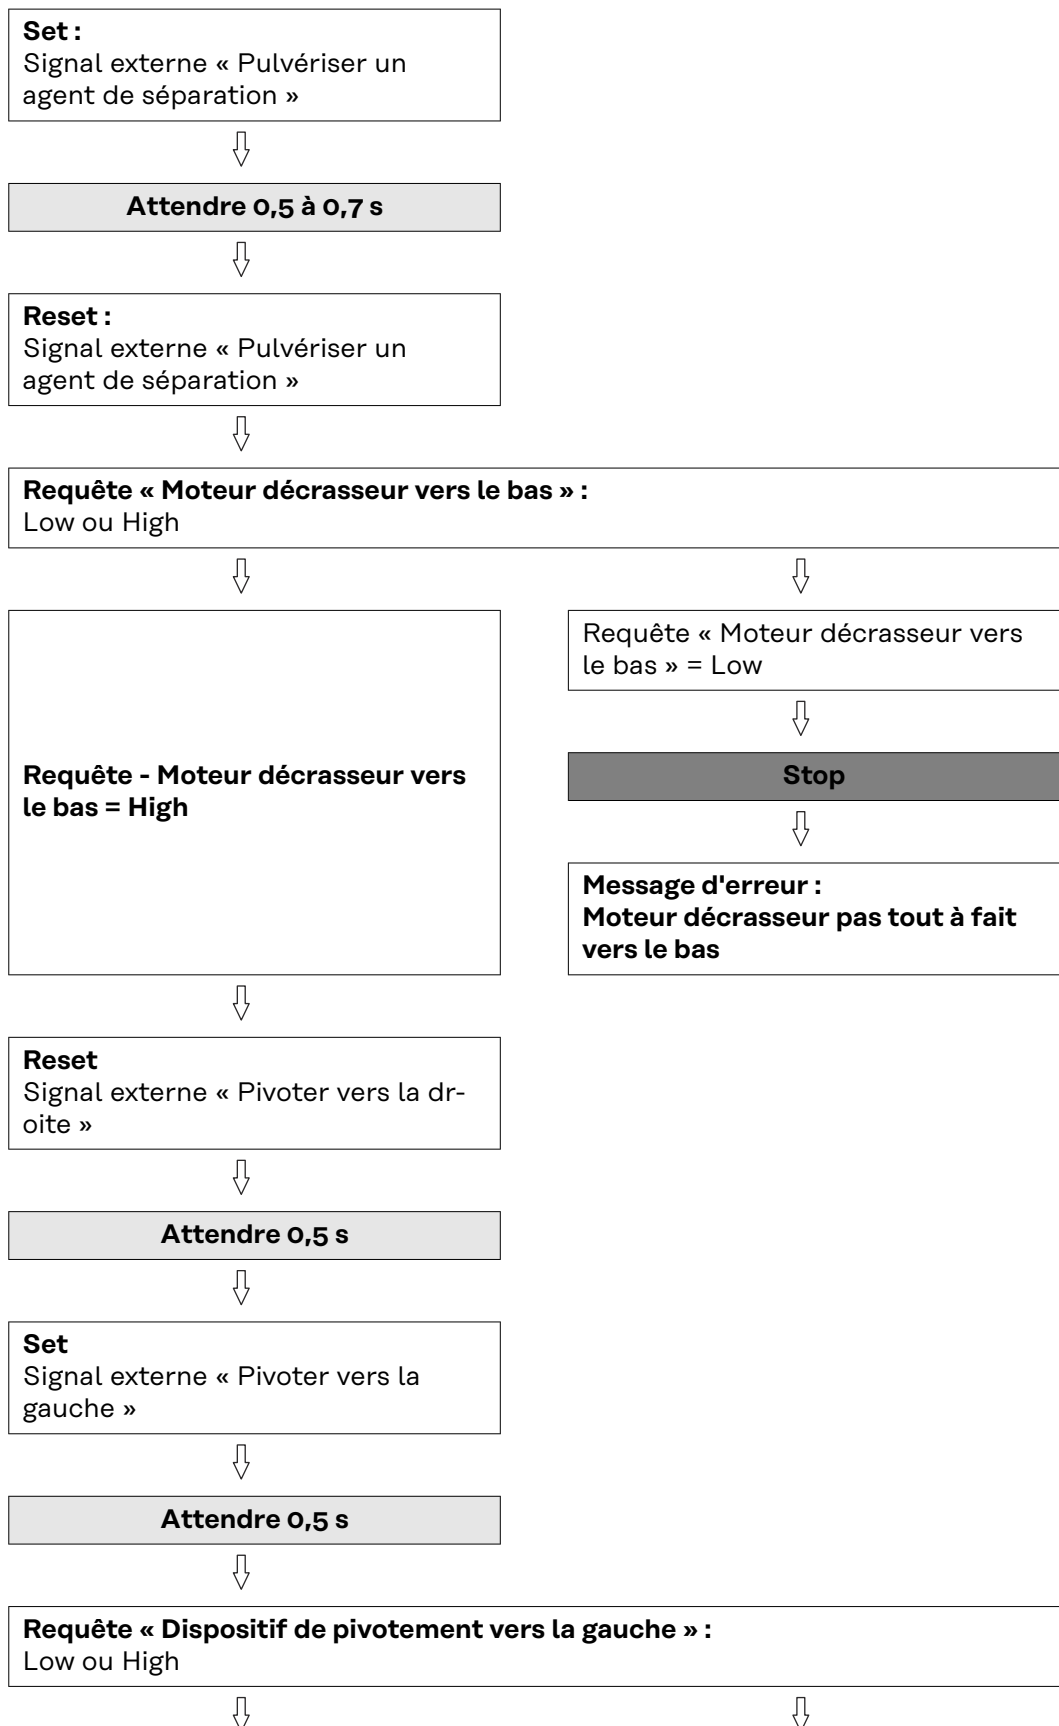 Set :
Signal externe « Pulvériser un
agent de séparation »
Attendre 0,5 à 0,7 s
Reset :
Signal externe « Pulvériser un
agent de séparation »
Requête « Moteur décrasseur vers le bas » :
Low ou High
Requête - Moteur décrasseur vers
le bas = High
Requête « Moteur décrasseur vers
le bas » = Low
Stop
Message d'erreur :
Moteur décrasseur pas tout à fait
vers le bas
Reset
Signal externe « Pivoter vers la dr-
oite »
Attendre 0,5 s
Set
Signal externe « Pivoter vers la
gauche »
Attendre 0,5 s
Requête « Dispositif de pivotement vers la gauche » :
Low ou High